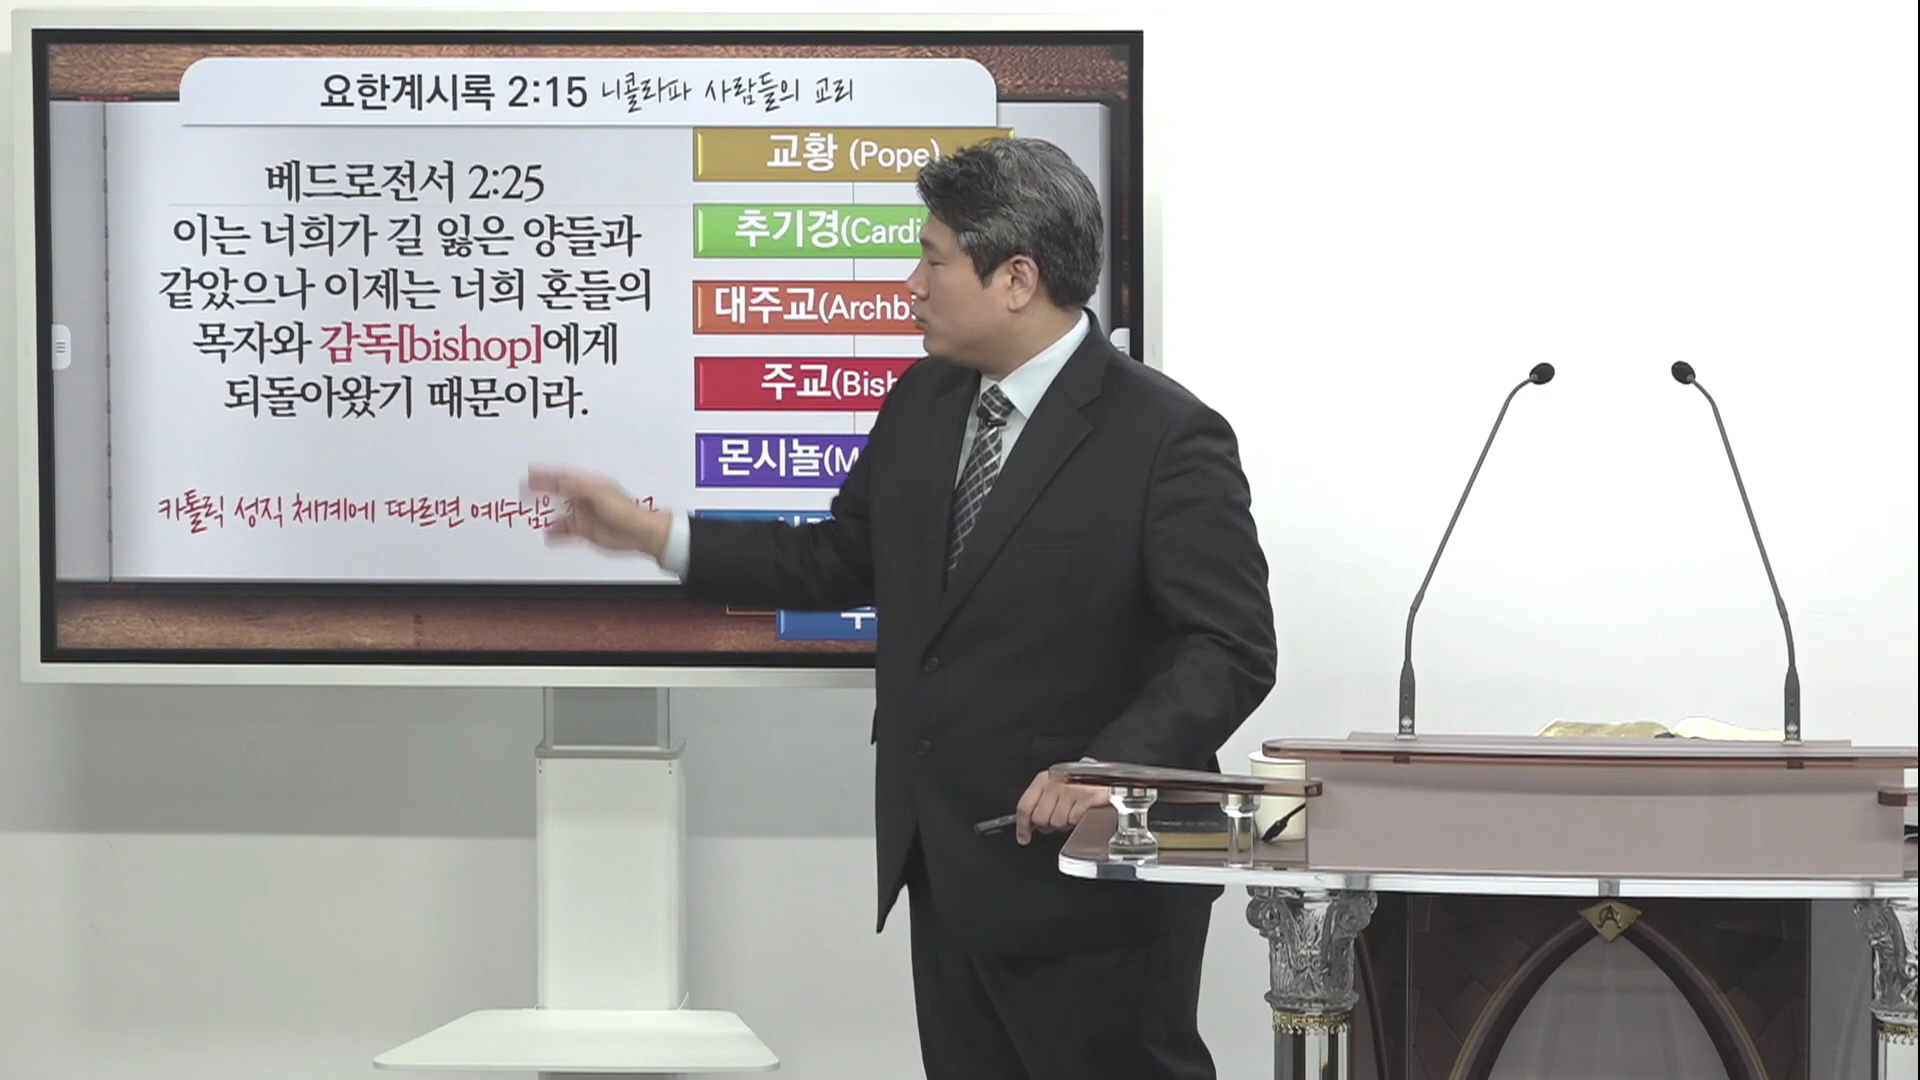 요한계시록 2:15 니콜라파 사람들의 교리
베드로전서 2:25
이는 너희가 길 잃은 양들과
같았으나 이제는 너희 혼들의
목자와 감독[bishop]에게
되돌아왔기 때문이라.
카톨릭 성직 체계에 따르면 예수님은
교황 (Pope)
추기경(Cardi
대주교(Archbi
주교(Bish
몬시뇰(M